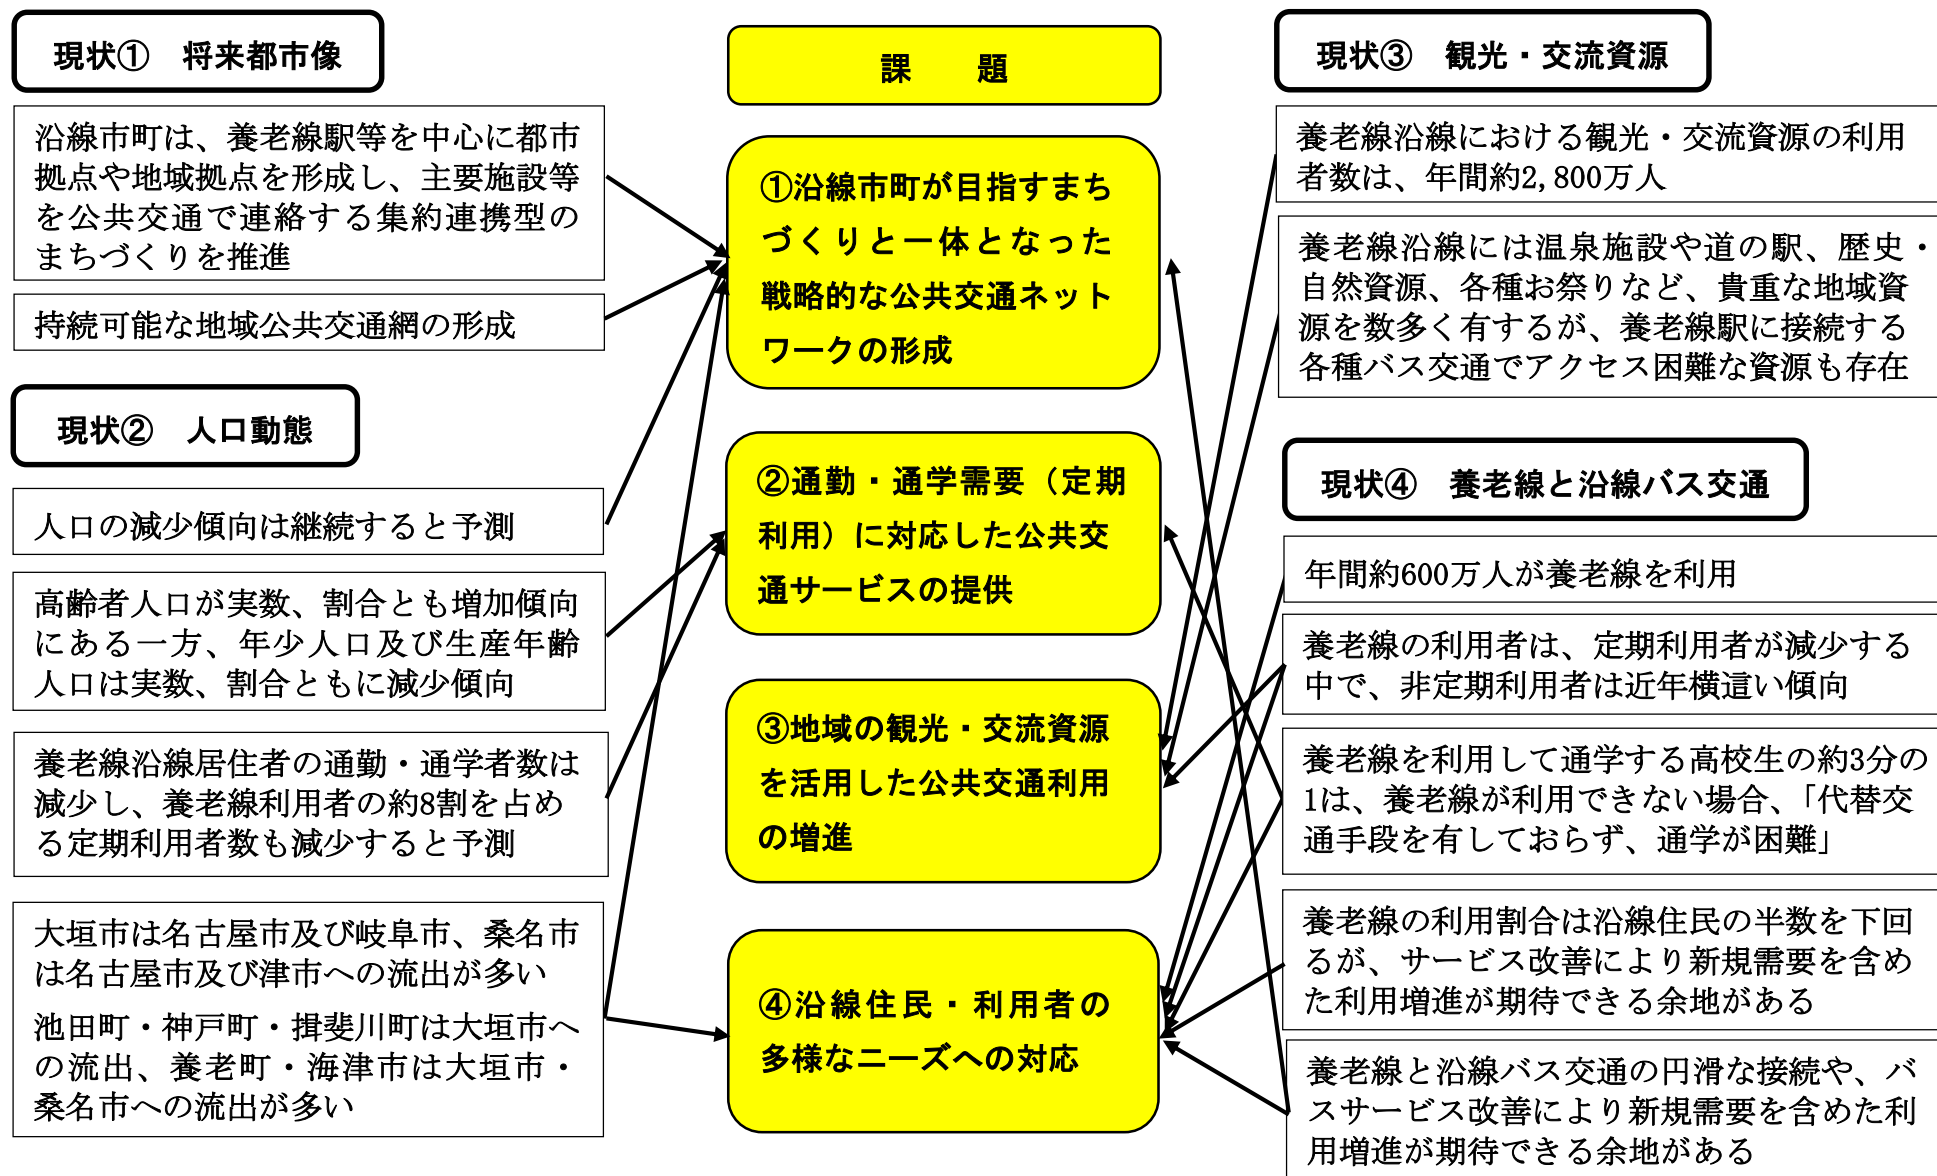 現状①　将来都市像
沿線市町は、養老線駅等を中心に都市
拠点や地域拠点を形成し、主要施設等
を公共交通で連絡する集約連携型の
まちづくりを推進
持続可能な地域公共交通網の形成
現状②　人口動態
人口の減少傾向は継続すると予測
高齢者人口が実数、割合とも増加傾向
にある一方、年少人口及び生産年齢
人口は実数、割合ともに減少傾向
養老線沿線居住者の通勤・通学者数は
減少し、養老線利用者の約8割を占め
る定期利用者数も減少すると予測
大垣市は名古屋市及び岐阜市、桑名市
は名古屋市及び津市への流出が多い
池田町・神戸町・揖斐川町は大垣市へ
の流出、養老町・海津市は大垣市・
桑名市への流出が多い
課　　題
①沿線市町が目指すまち
づくりと一体となった
戦略的な公共交通ネット
ワークの形成
②通勤・通学需要（定期
利用）に対応した公共交
通サービスの提供
③地域の観光・交流資源
を活用した公共交通利用
の増進
④沿線住民・利用者の
多様なニーズへの対応
現状③　観光・交流資源
養老線沿線における観光・交流資源の利用
者数は、年間約2,800万人
養老線沿線には温泉施設や道の駅、歴史・
自然資源、各種お祭りなど、貴重な地域資
源を数多く有するが、養老線駅に接続する
各種バス交通でアクセス困難な資源も存在
現状④　養老線と沿線バス交通
年間約600万人が養老線を利用
養老線の利用者は、定期利用者が減少する
中で、非定期利用者は近年横這い傾向
養老線を利用して通学する高校生の約3分の
1は、養老線が利用できない場合、「代替交
通手段を有しておらず、通学が困難」
養老線の利用割合は沿線住民の半数を下回
るが、サービス改善により新規需要を含め
た利用増進が期待できる余地がある
養老線と沿線バス交通の円滑な接続や、バ
スサービス改善により新規需要を含めた利
用増進が期待できる余地がある